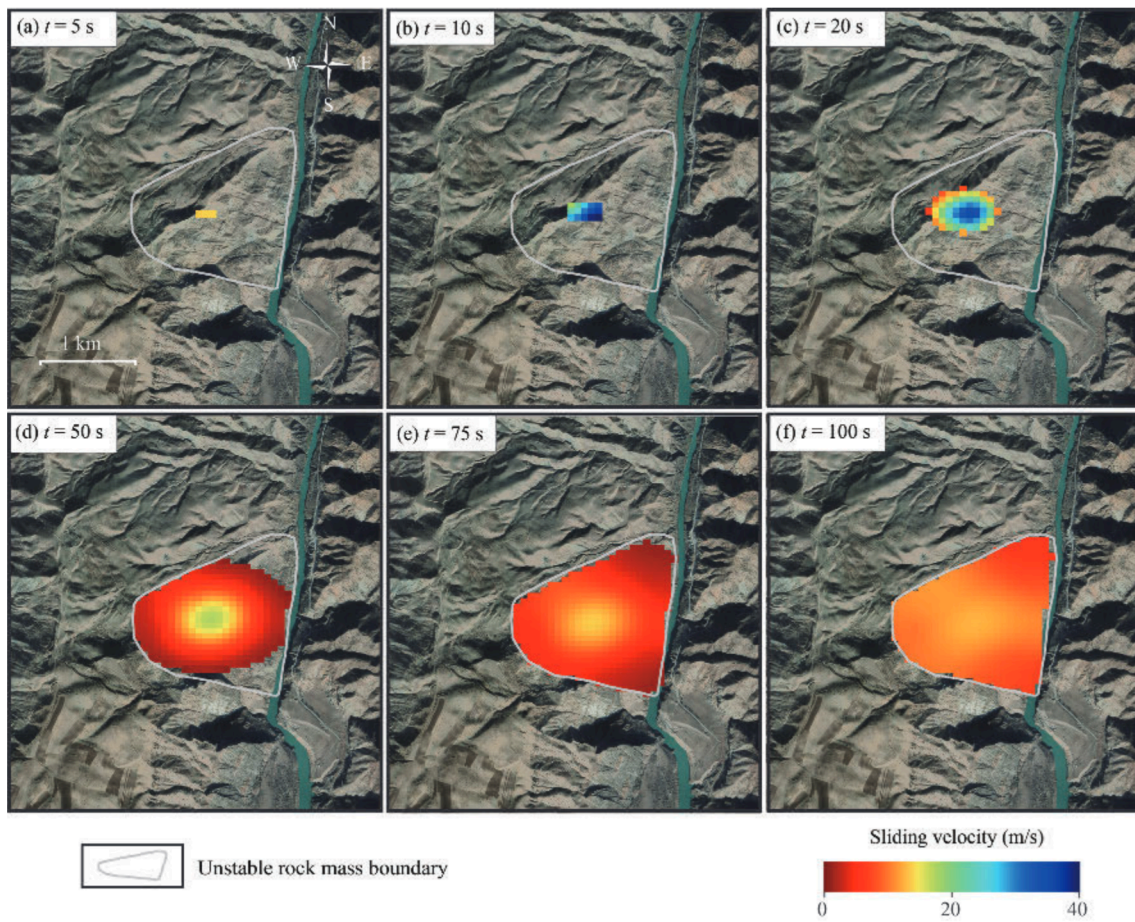 (a) t = 5 s
(b) t = 10 s
(c) t = 20 s
N
W E
S
1 km
(d) t = 50 s
(e) t = 75 s
(f) t = 100 s
Unstable rock mass boundary
Sliding velocity (m/s)
0 20 40